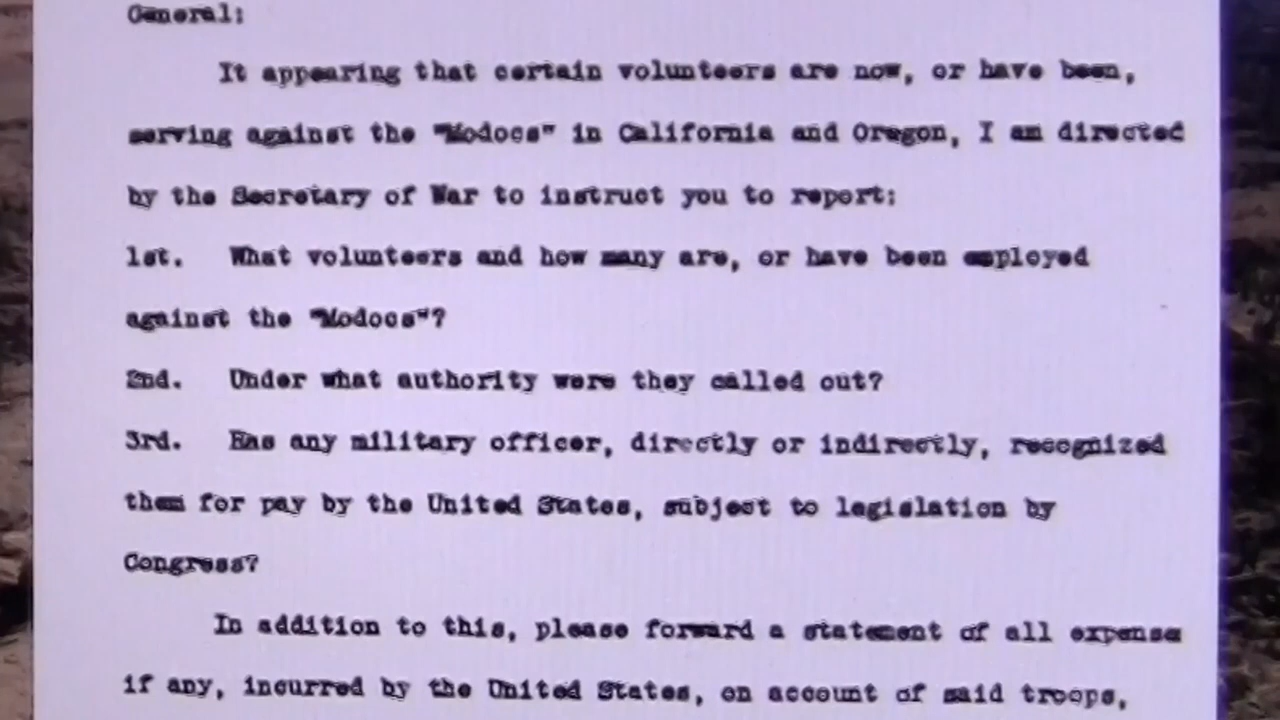 General:
It appearing that certain volunteers are now, or have been,
serving against the "Modocs" in California and Oregon, I am directed
by the Secretary of War to instruct you to report:
1st. What volunteers and how many are, or have been employed
against the "Modocs"?
2nd. Under what authority were they called out?
3rd. Has any military officer, directly or indirectly, recognized
them for pay by the United States, subject to legislation by
Congress?
In addition to this, please forward a statement of all expense
if any, incurred by the United States, on account of said troops,